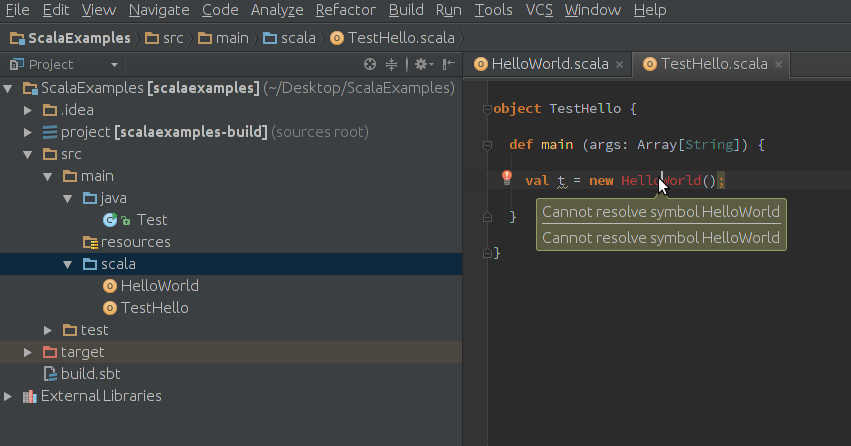 File Edit View Navigate Code Analyze Refactor Build Run Tools VCS Window Help
ScalaExamples src main scala TestHello.scala
Project
HelloWorld.scala TestHello.scala
ScalaExamples [scalaexamples] (~/Desktop/ScalaExamples)
.idea
project [scalaexamples-build] (sources root)
src
main
java
Test
resources
scala
HelloWorld
TestHello
test
target
build.sbt
External Libraries
object TestHello {
def main (args: Array[String]) {
val t = new HelloWorld();
Cannot resolve symbol HelloWorld
Cannot resolve symbol HelloWorld
}
}